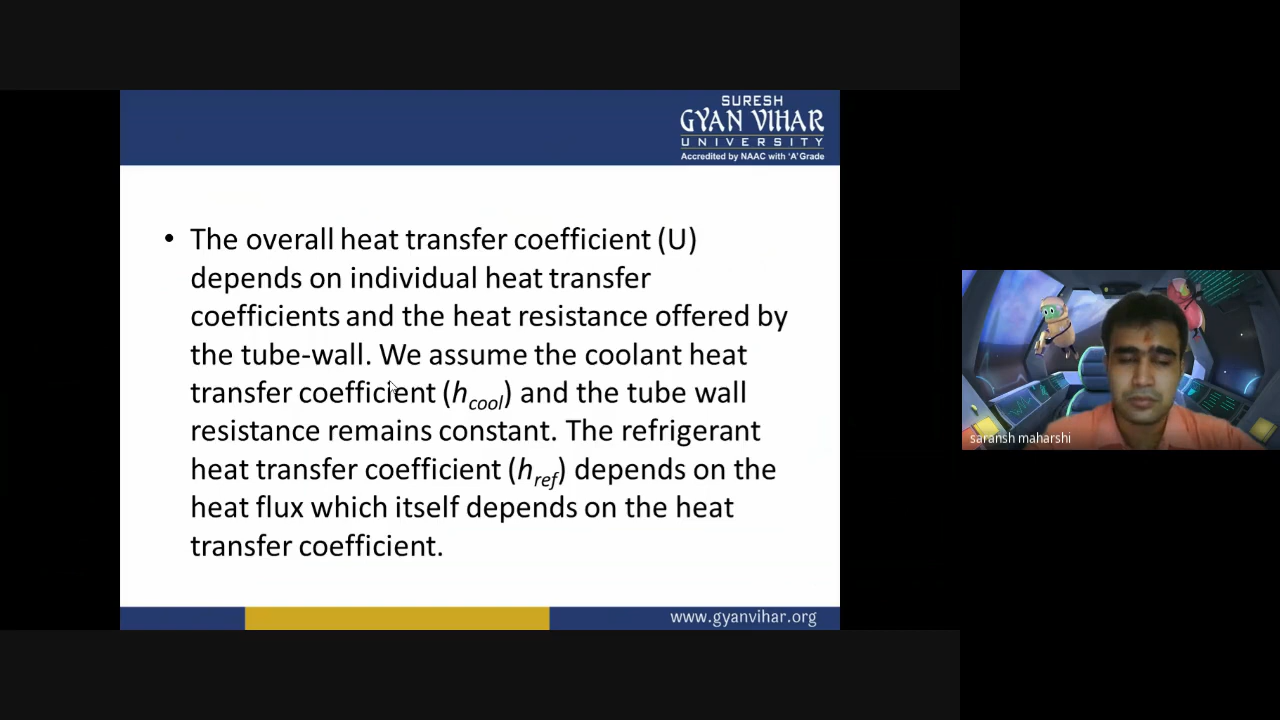 SURESH
GYAN VIHAR
UNIVERSITY
Accredited by NAAC with 'A' Grade
• The overall heat transfer coefficient (U)
depends on individual heat transfer
coefficients and the heat resistance offered by
the tube-wall. We assume the coolant heat
transfer coefficient (h_cool) and the tube wall
resistance remains constant. The refrigerant
heat transfer coefficient (h_ref) depends on the
heat flux which itself depends on the heat
transfer coefficient.
www.gyanvihar.org
saransh maharshi